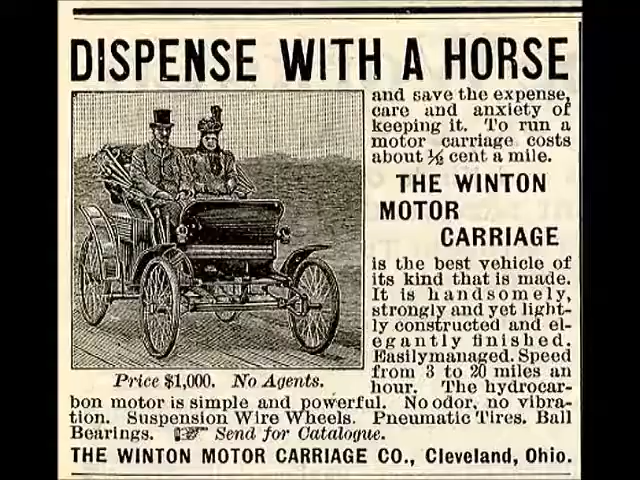 DISPENSE WITH A HORSE
and save the expense,
care and anxiety of
keeping it. To run a
motor carriage costs
about ½ cent a mile.
THE WINTON
MOTOR
CARRIAGE
is the best vehicle of
its kind that is made.
It is handsomely,
strongly and yet light-
ly constructed and el-
egantly finished.
Easily managed. Speed
from 3 to 20 miles an
hour. The hydrocar-
Price $1,000. No Agents.
bon motor is simple and powerful. No odor, no vibra-
tion. Suspension Wire Wheels. Pneumatic Tires. Ball
Bearings. ☞ Send for Catalogue.
THE WINTON MOTOR CARRIAGE CO., Cleveland, Ohio.